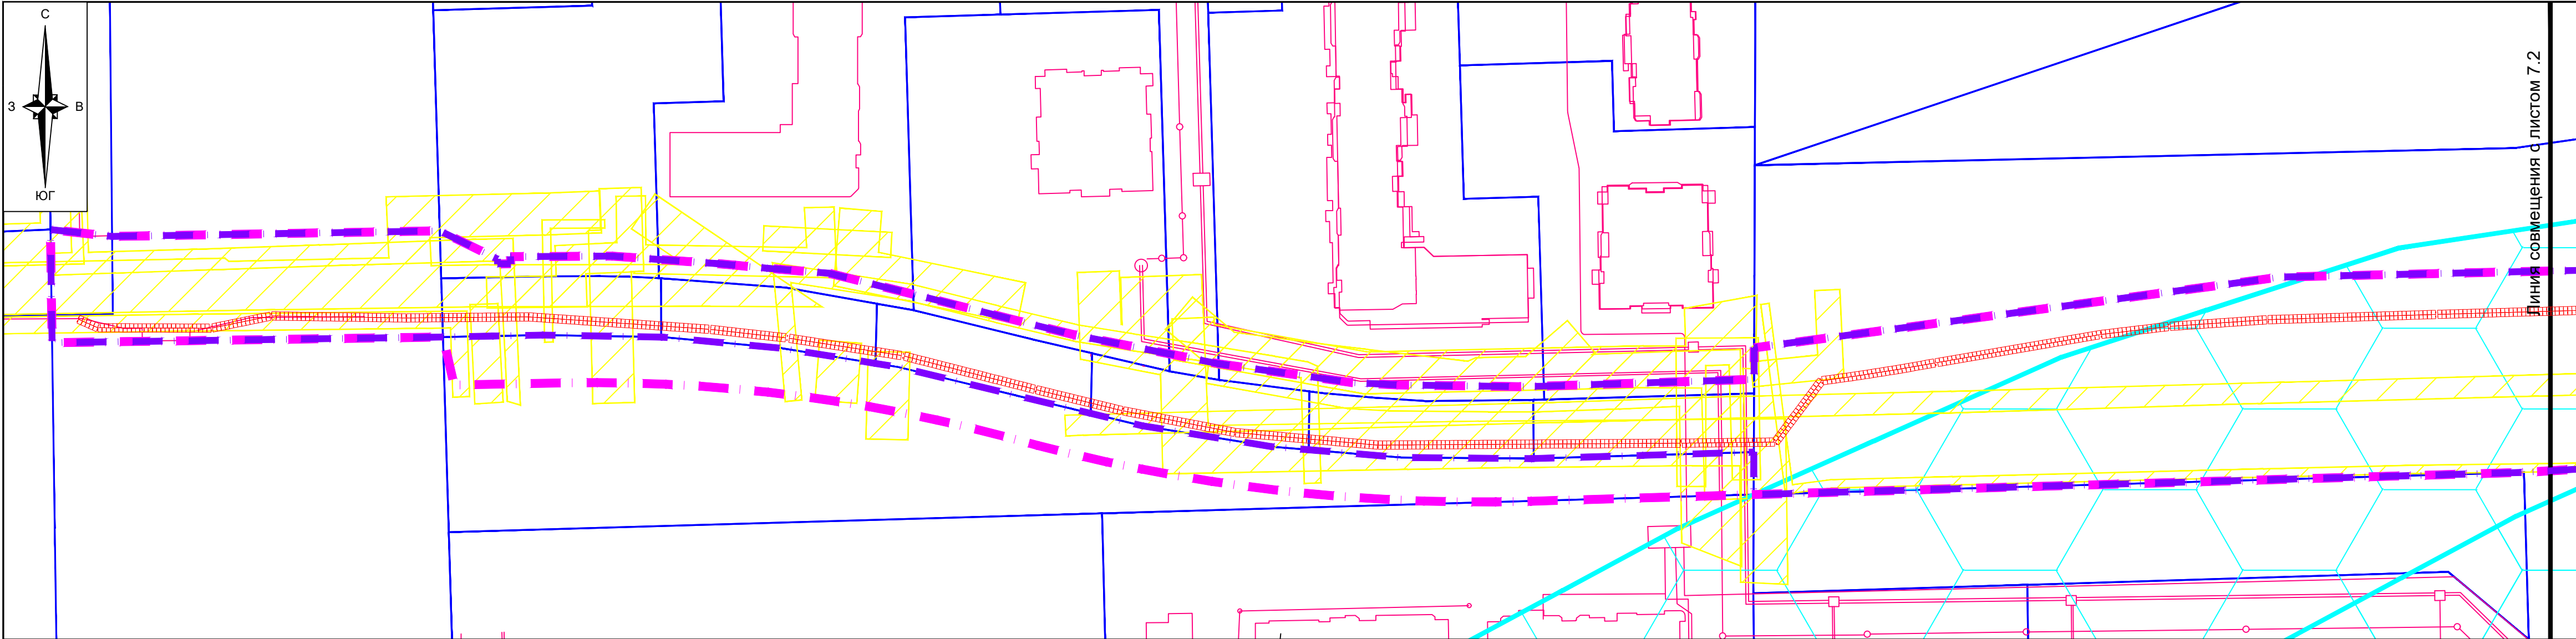 С
З В
ЮГ
Линия совмещения с листом 7.2